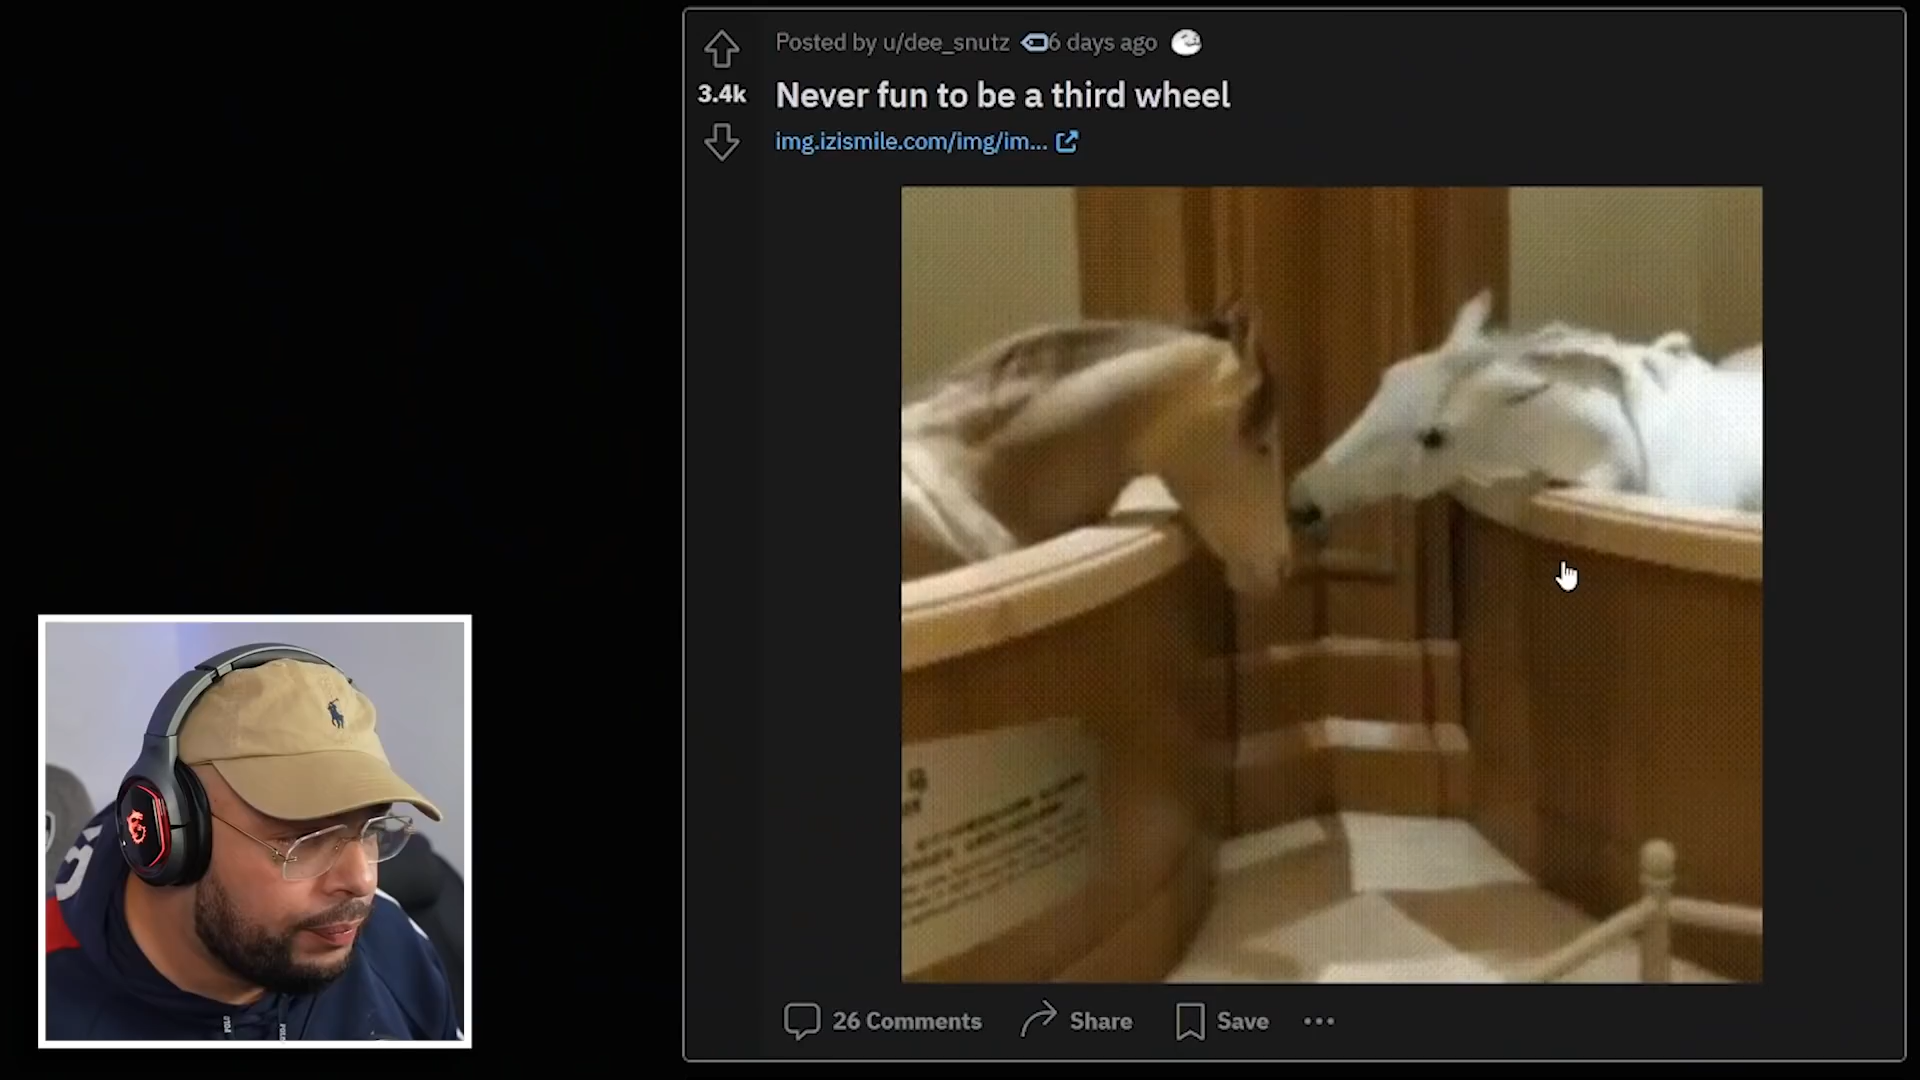 Posted by u/dee_snutz 6 days ago
3.4k
Never fun to be a third wheel
img.izismile.com/img/im...
26 Comments Share Save ...